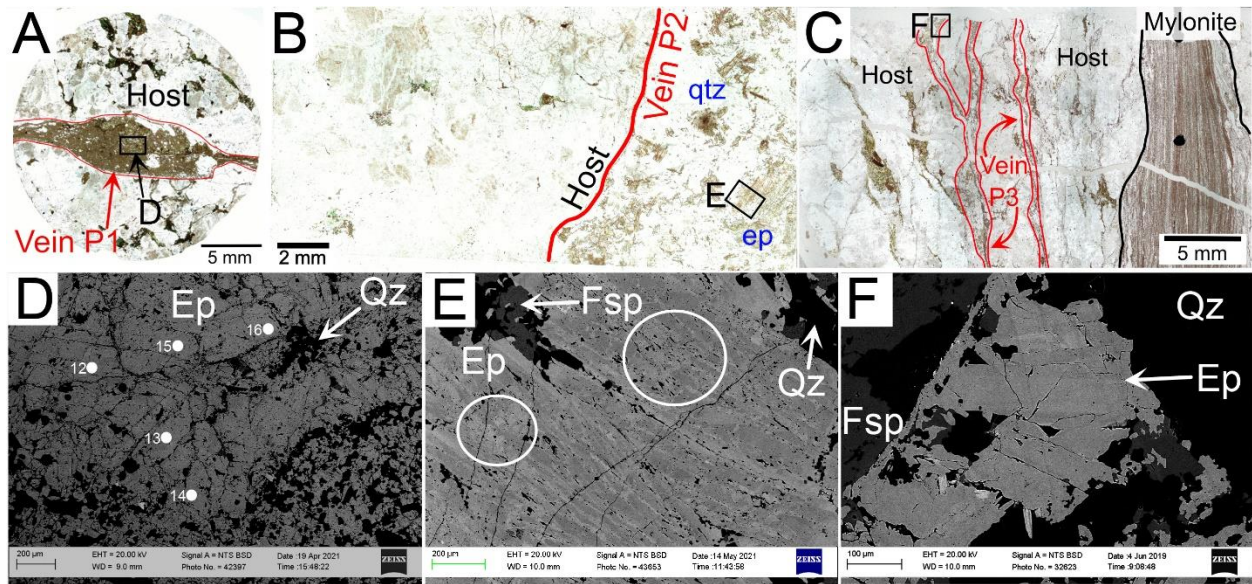 A
Host
D
Vein P1
5 mm
B
Host
Vein P2
qtz
E
ep
2 mm
C
F
Host
Host
Mylonite
Vein
P3
5 mm
D
Ep
Qz
16
15
12
13
14
200 µm
EHT = 20.00 kV
WD = 9.0 mm
Signal A = NTS BSD
Photo No. = 42397
Date :19 Apr 2021
Time :15:48:22
ZEISS
E
Fsp
Ep
Qz
200 µm
EHT = 20.00 kV
WD = 10.0 mm
Signal A = NTS BSD
Photo No. = 43653
Date :14 May 2021
Time :11:43:58
ZEISS
F
Qz
Ep
Fsp
100 µm
EHT = 20.00 kV
WD = 10.0 mm
Signal A = NTS BSD
Photo No. = 32623
Date :4 Jun 2019
Time :9:08:48
ZEISS